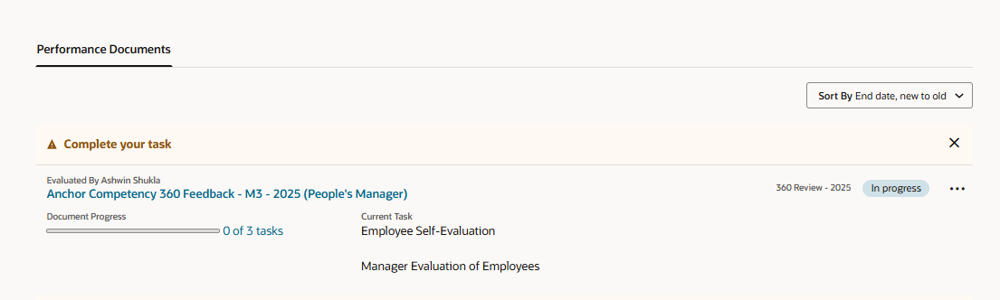 Performance Documents
Sort By End date, new to old
Complete your task
Evaluated By Ashwin Shukla
Anchor Competency 360 Feedback - M3 - 2025 (People's Manager)
360 Review - 2025
In progress
Document Progress
0 of 3 tasks
Current Task
Employee Self-Evaluation
Manager Evaluation of Employees